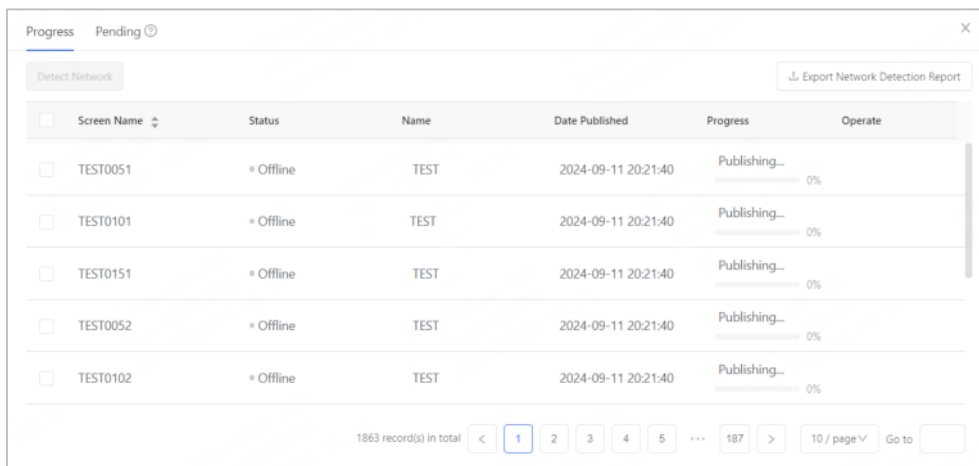 Progress Pending ?
Detect Network Export Network Detection Report
Screen Name Status Name Date Published Progress Operate
TEST0051 Offline TEST 2024-09-11 20:21:40 Publishing... 0%
TEST0101 Offline TEST 2024-09-11 20:21:40 Publishing... 0%
TEST0151 Offline TEST 2024-09-11 20:21:40 Publishing... 0%
TEST0052 Offline TEST 2024-09-11 20:21:40 Publishing... 0%
TEST0102 Offline TEST 2024-09-11 20:21:40 Publishing... 0%
1863 record(s) in total < 1 2 3 4 5 ••• 187 > 10 / page Go to